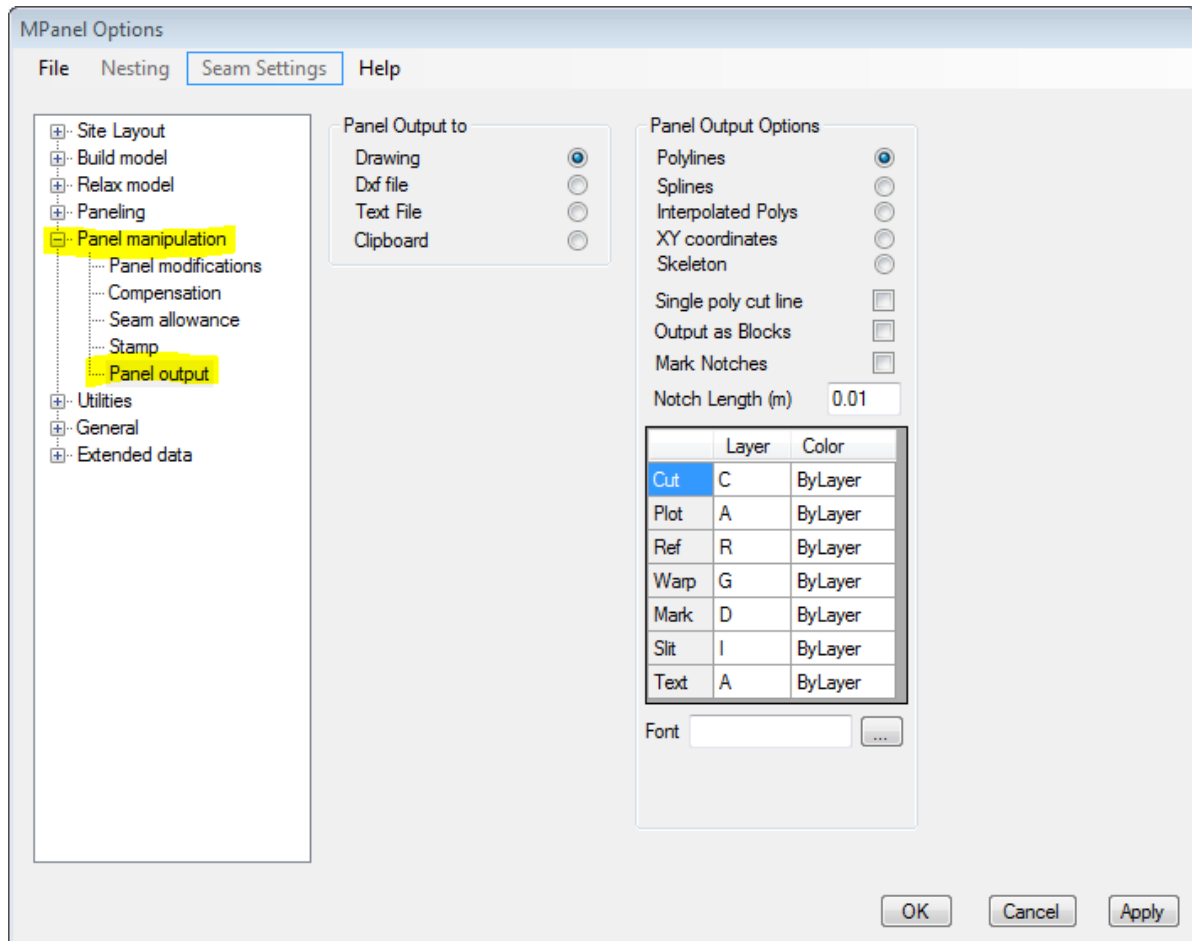 MPanel Options
File Nesting Seam Settings Help
Site Layout
Build model
Relax model
Paneling
Panel manipulation
Panel modifications
Compensation
Seam allowance
Stamp
Panel output
Utilities
General
Extended data
Panel Output to
Drawing
Dxf file
Text File
Clipboard
Panel Output Options
Polylines
Splines
Interpolated Polys
XY coordinates
Skeleton
Single poly cut line
Output as Blocks
Mark Notches
Notch Length (m) 0.01
Layer Color
Cut C ByLayer
Plot A ByLayer
Ref R ByLayer
Warp G ByLayer
Mark D ByLayer
Slit I ByLayer
Text A ByLayer
Font ...
OK Cancel Apply